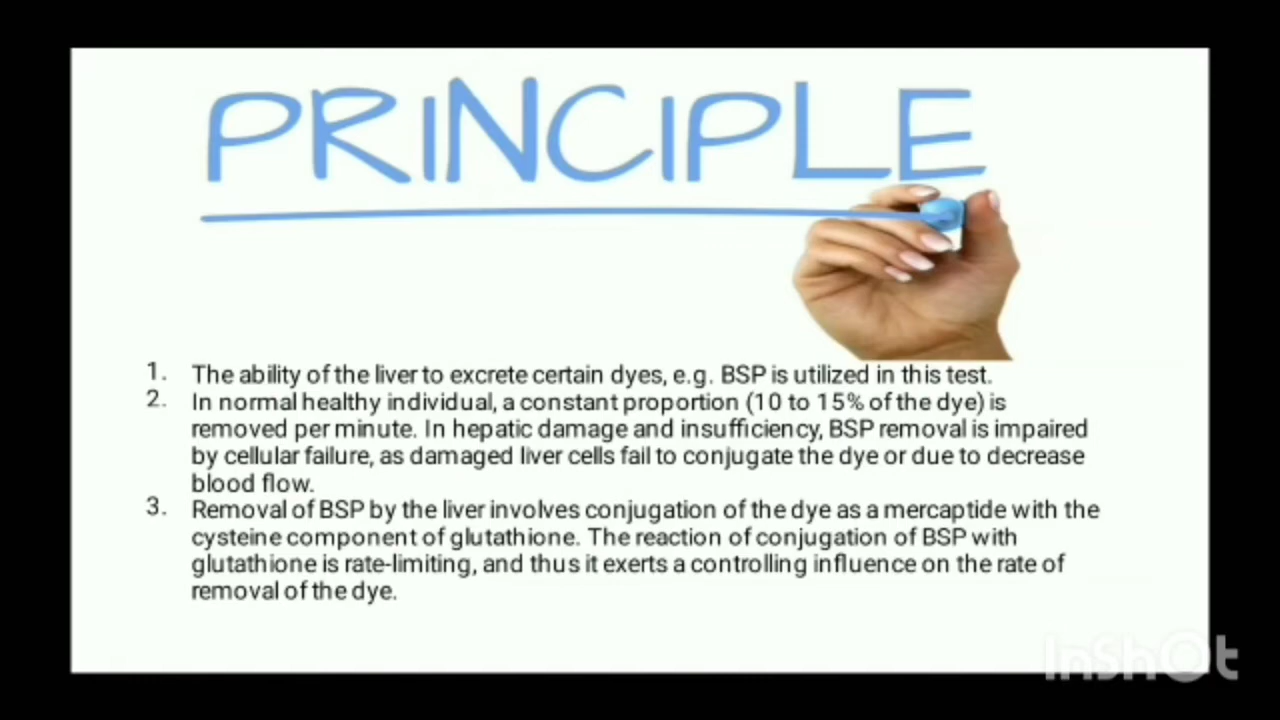 PRINCIPLE
1. The ability of the liver to excrete certain dyes, e.g. BSP is utilized in this test.
2. In normal healthy individual, a constant proportion (10 to 15% of the dye) is
removed per minute. In hepatic damage and insufficiency, BSP removal is impaired
by cellular failure, as damaged liver cells fail to conjugate the dye or due to decrease
blood flow.
3. Removal of BSP by the liver involves conjugation of the dye as a mercaptide with the
cysteine component of glutathione. The reaction of conjugation of BSP with
glutathione is rate-limiting, and thus it exerts a controlling influence on the rate of
removal of the dye.
InShOt